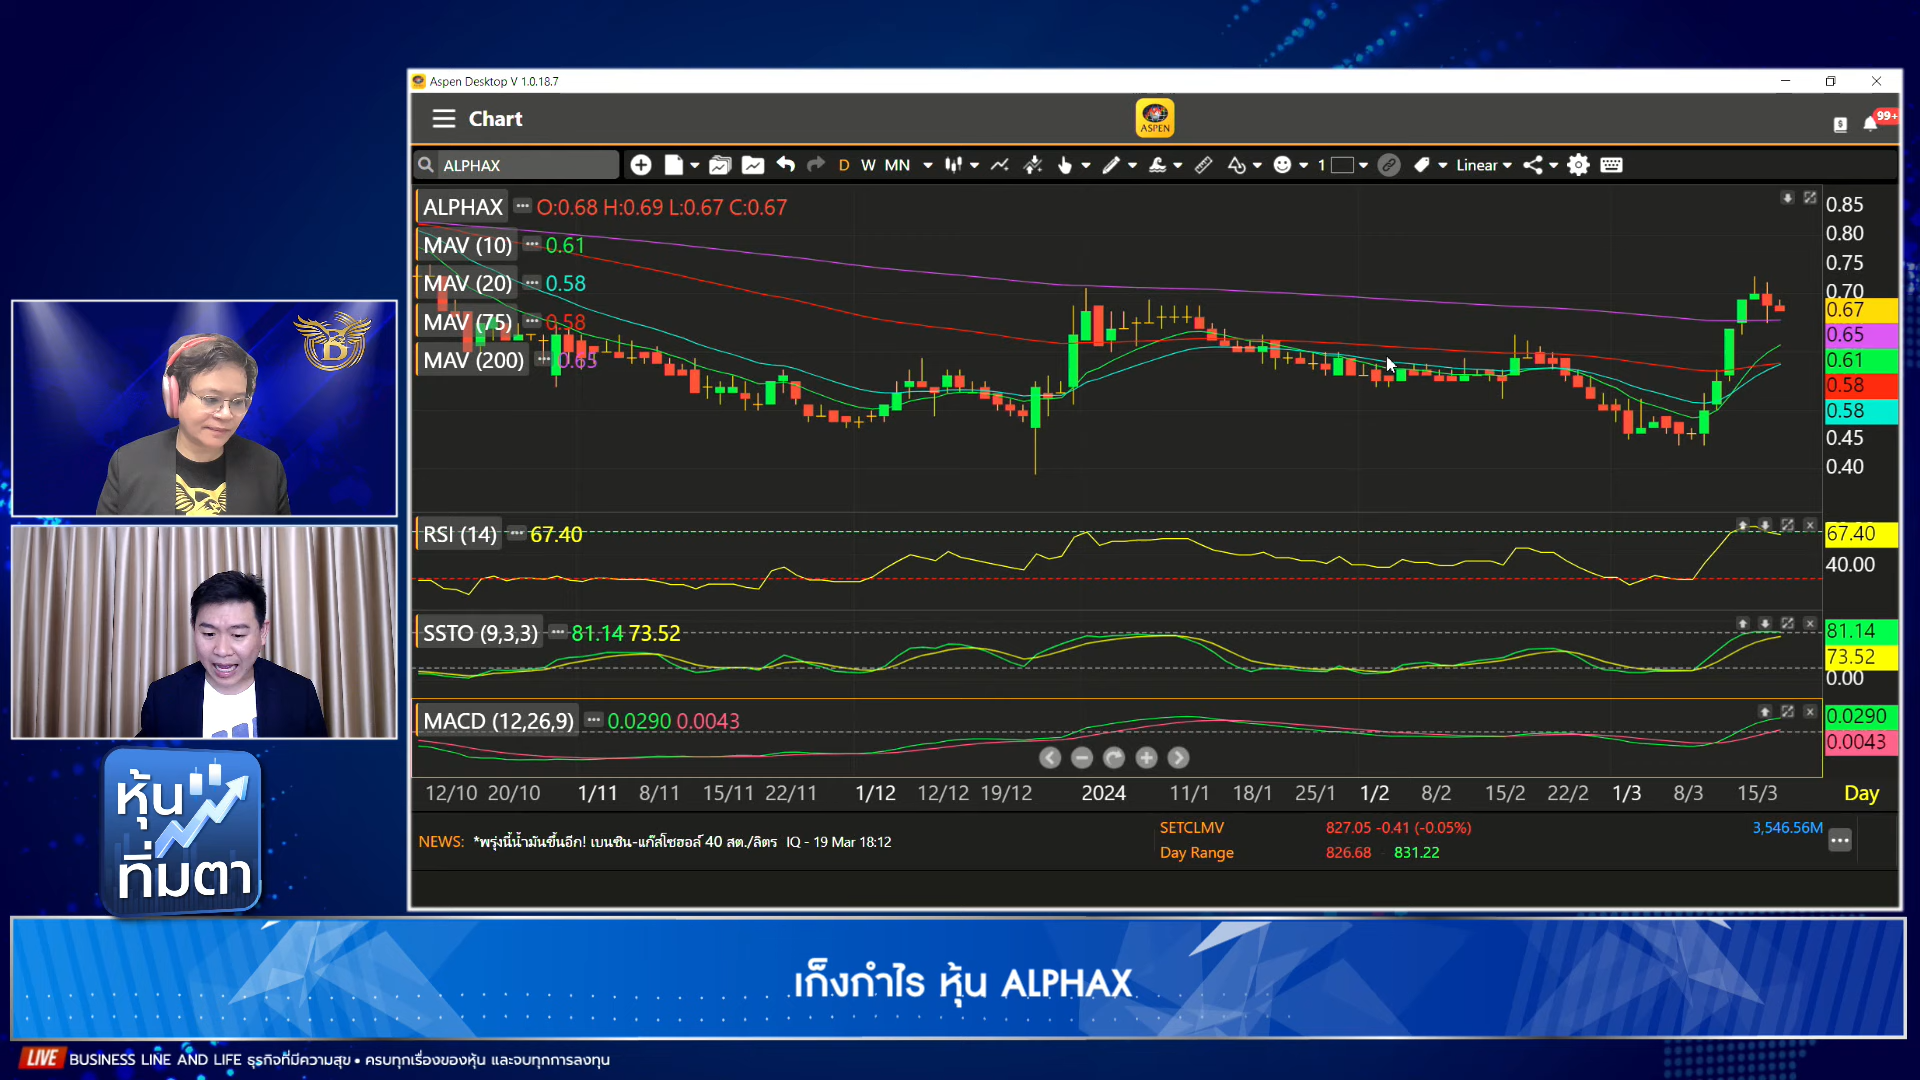 Aspen Desktop V 1.0.18.7
Chart
ASPEN
99+
ALPHAX
D W MN
1
Linear
ALPHAX O:0.68 H:0.69 L:0.67 C:0.67
MAV (10) 0.61
MAV (20) 0.58
MAV (75) 0.58
MAV (200) 0.65
0.85
0.80
0.75
0.70
0.67
0.65
0.61
0.58
0.58
0.45
0.40
RSI (14) 67.40
67.40
40.00
SSTO (9,3,3) 81.14 73.52
81.14
73.52
0.00
MACD (12,26,9) 0.0290 0.0043
0.0290
0.0043
12/10 20/10 1/11 8/11 15/11 22/11 1/12 12/12 19/12 2024 11/1 18/1 25/1 1/2 8/2 15/2 22/2 1/3 8/3 15/3 Day
NEWS: *พรุ่งนี้น้ำมันขึ้นอีก! เบนซิน-แก๊สโซฮอล์ 40 สต./ลิตร IQ - 19 Mar 18:12
SETCLMV 827.05 -0.41 (-0.05%) 3,546.56M
Day Range 826.68 - 831.22
หุ้น
ทิ่มตา
เก็งกำไร หุ้น ALPHAX
LIVE BUSINESS LINE AND LIFE ธุรกิจที่มีความสุข • ครบทุกเรื่องของหุ้น และจบทุกการลงทุน